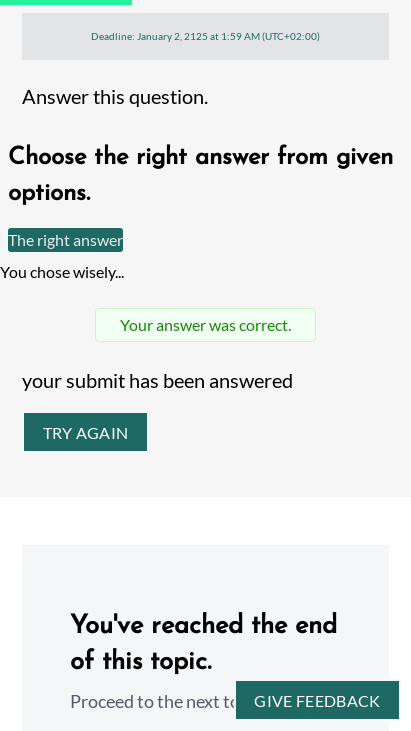 Deadline: January 2, 2125 at 1:59 AM (UTC+02:00)
Answer this question.
Choose the right answer from given
options.
The right answer
You chose wisely...
Your answer was correct.
your submit has been answered
TRY AGAIN
You've reached the end
of this topic.
Proceed to the next
GIVE FEEDBACK